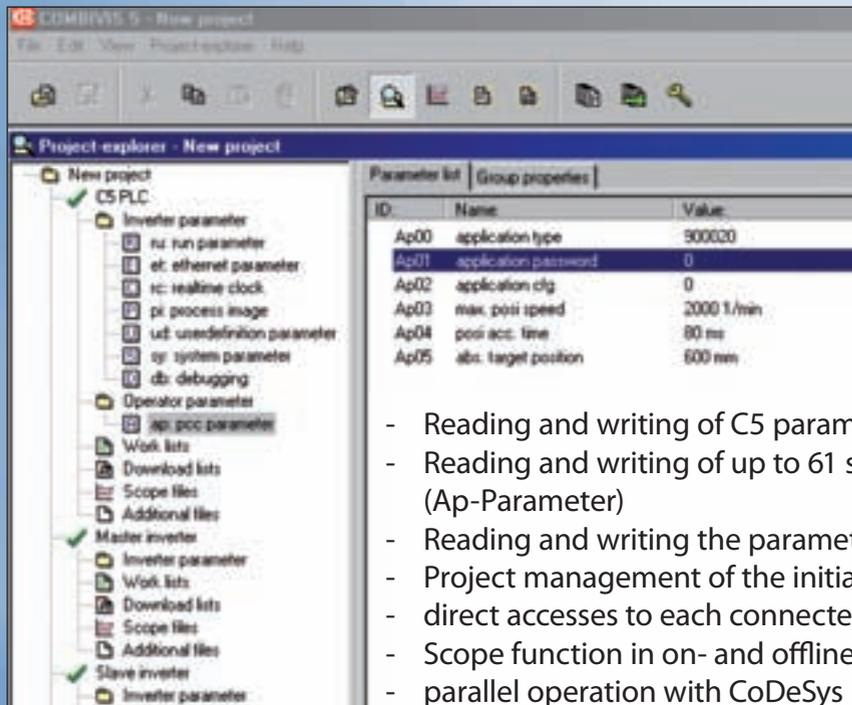 COMBIVIS 5 - New project
File Edit View Project-explorer Help
Project-explorer - New project
New project
C5 PLC
Inverter parameter
ru: run parameter
et: ethernet parameter
rc: realtime clock
pi: process image
ud: userdefinition parameter
sy: system parameter
db: debugging
Operator parameter
ap: pcc parameter
Work lists
Download lists
Scope files
Additional files
Master inverter
Inverter parameter
Work lists
Download lists
Scope files
Additional files
Slave inverter
Inverter parameter
Parameter list Group properties
ID: Name Value:
Ap00 application type 900020
Ap01 application password 0
Ap02 application cfg 0
Ap03 max. posi speed 2000 1/min
Ap04 posi acc. time 80 ms
Ap05 abs. target position 600 mm
- Reading and writing of C5 param
- Reading and writing of up to 61 s
(Ap-Parameter)
- Reading and writing the paramet
- Project management of the initia
- direct accesses to each connecte
- Scope function in on- and offline
- parallel operation with CoDeSys